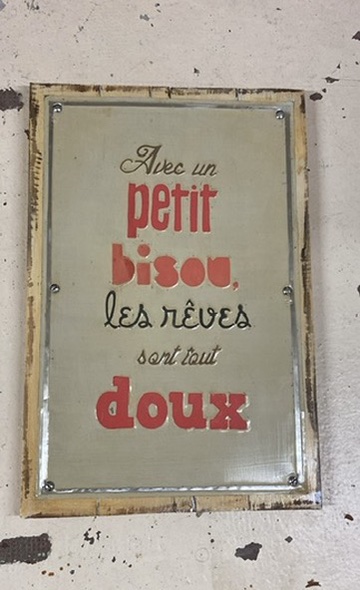 Avec un
petit
bisou,
les rêves
sont tout
doux